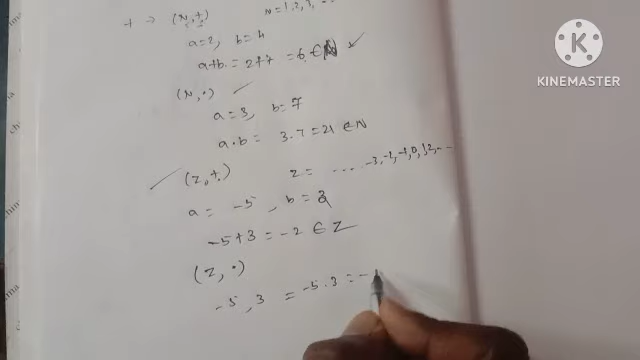 + → (N, +) N = 1, 2, 3, ...
a = 2, b = 4
a+b = 2+4 = 6 ∈ N ✓
(N, ·) ✓
a = 3, b = 7
a·b = 3·7 = 21 ∈ N
✓ (Z, +) Z = .... -3, -2, -1, 0, 1, 2, ...
a = -5, b = 3
-5+3 = -2 ∈ Z
(Z, ·)
-5, 3 = -5·3 = -
KINEMASTER